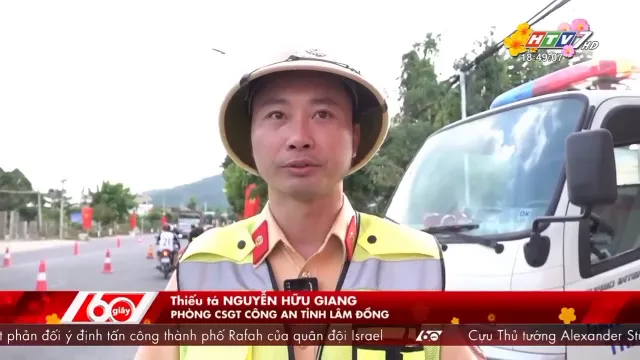 HTV7 HD
18:49:07
60 giây
Thiếu tá NGUYỄN HỮU GIANG
PHÒNG CSGT CÔNG AN TỈNH LÂM ĐỒNG
t phản đối ý định tấn công thành phố Rafah của quân đội Israel
Cựu Thủ tướng Alexander St